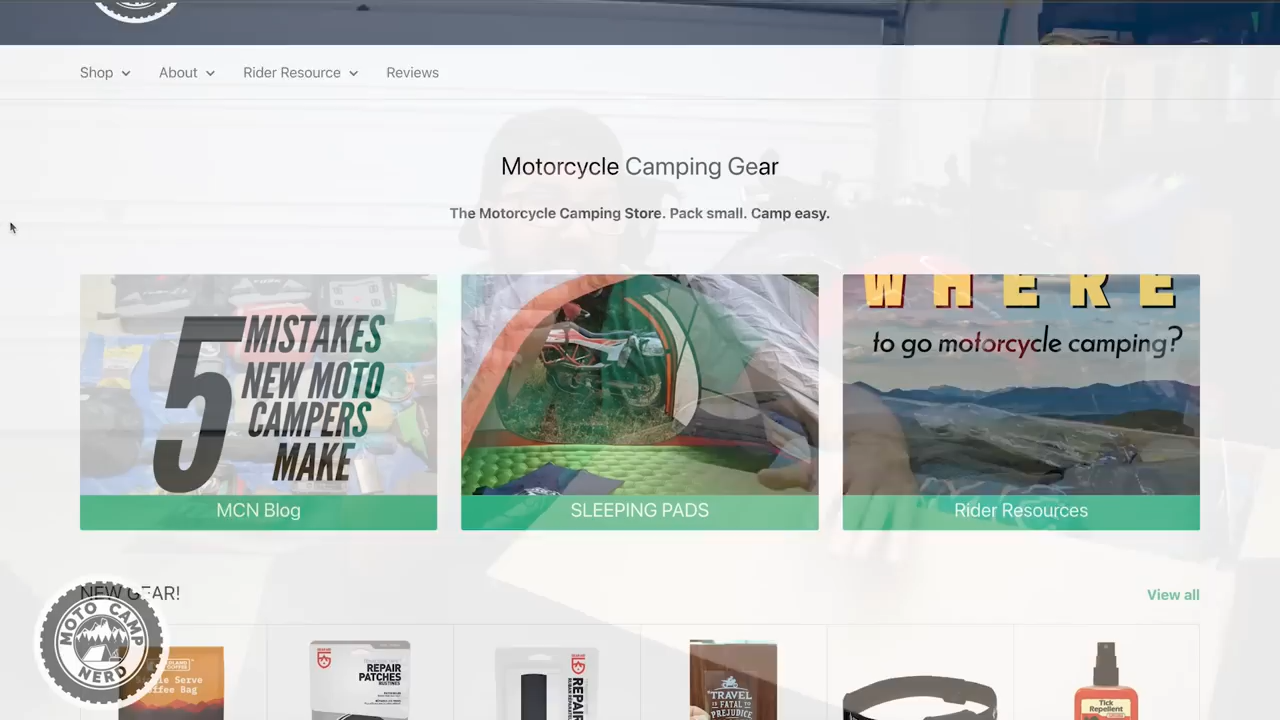 Shop
About
Rider Resource
Reviews
Motorcycle Camping Gear
The Motorcycle Camping Store. Pack small. Camp easy.
5 MISTAKES
NEW MOTO
CAMPERS
MAKE
MCN Blog
SLEEPING PADS
WHERE
to go motorcycle camping?
Rider Resources
NEW GEAR!
View all
MOTO CAMP
NERD
REPAIR
PATCHES
REPAIR
TRAVEL
IS FATAL TO
PREJUDICE
Tick
Repellent